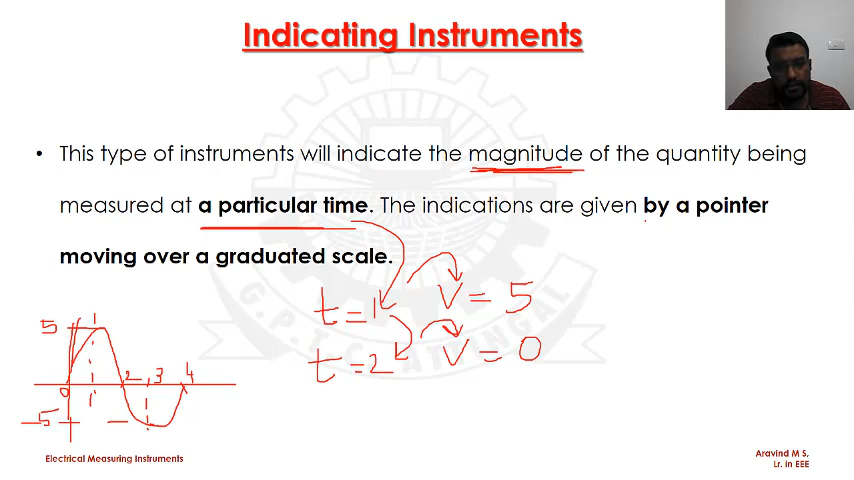 Indicating Instruments
• This type of instruments will indicate the magnitude of the quantity being
measured at a particular time. The indications are given by a pointer
moving over a graduated scale.
t=1 V=5
t=2 V=0
5 1
0 2 3 4
-5 1
Electrical Measuring Instruments
Aravind M S,
Lr. in EEE
G.P.T.C ATTINGAL